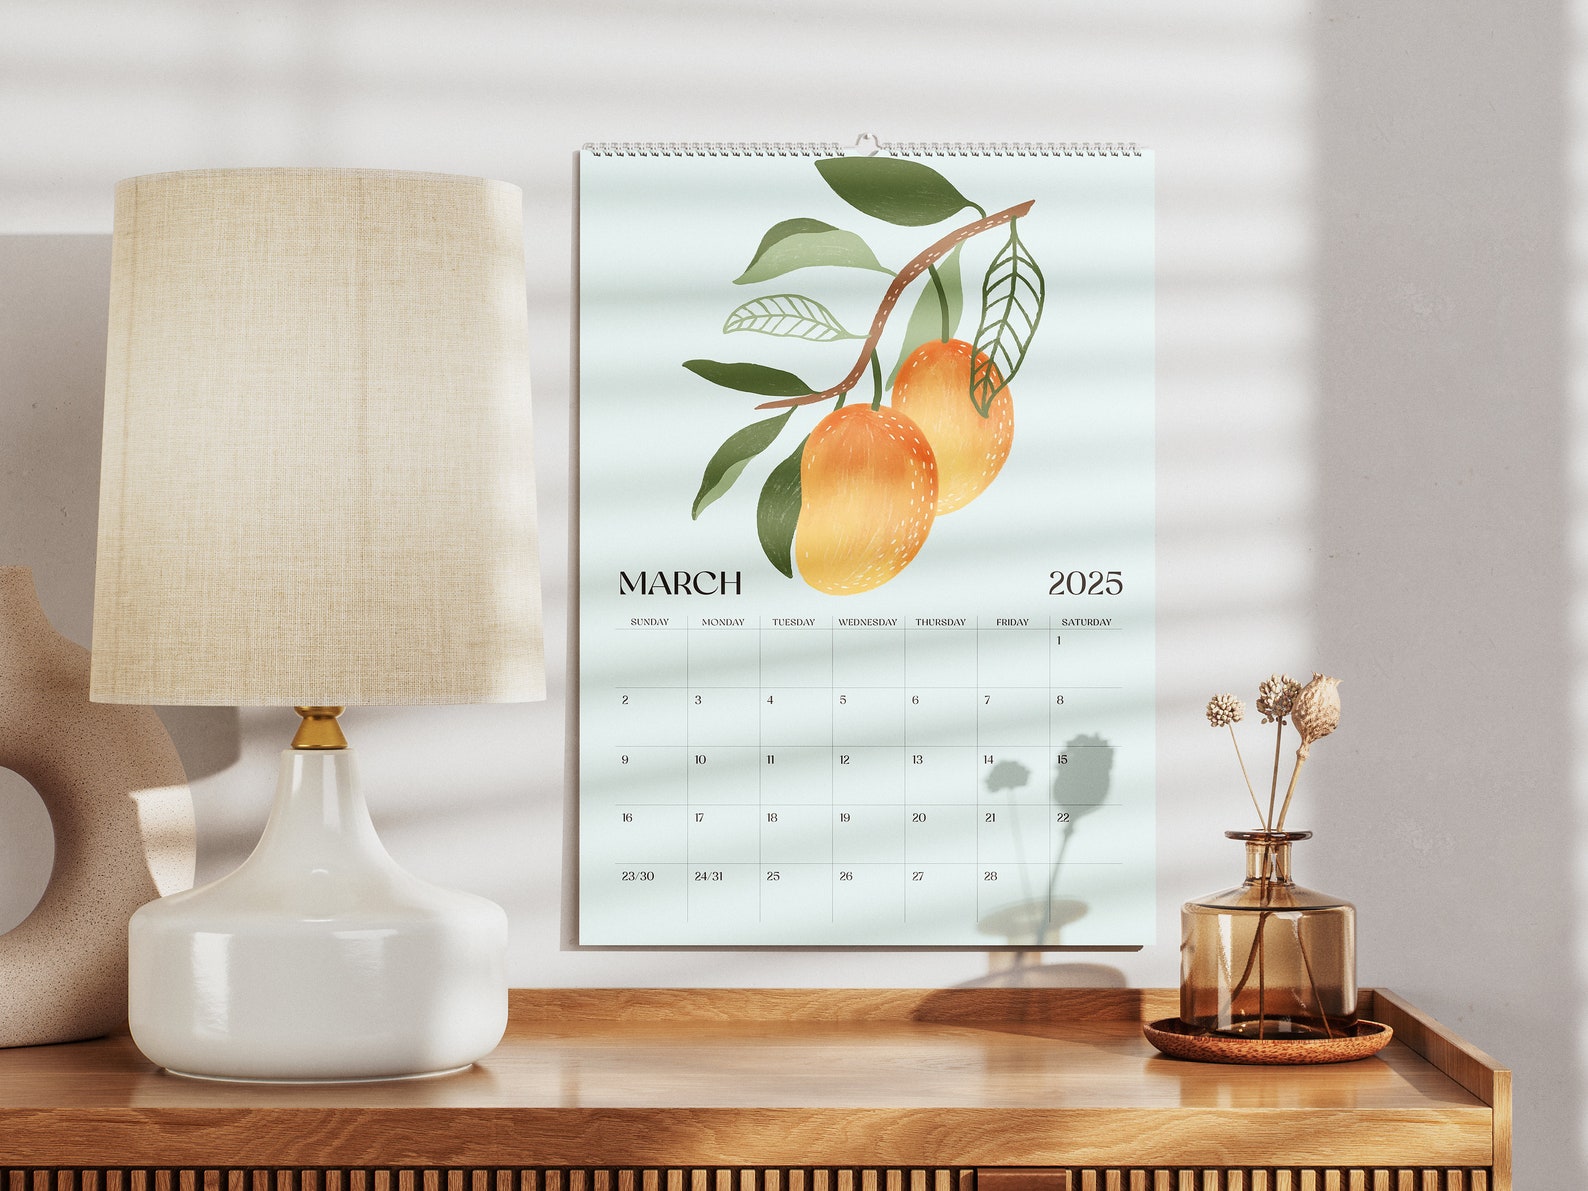 MARCH 2025
SUNDAY MONDAY TUESDAY WEDNESDAY THURSDAY FRIDAY SATURDAY
1
2 3 4 5 6 7 8
9 10 11 12 13 14 15
16 17 18 19 20 21 22
23/30 24/31 25 26 27 28